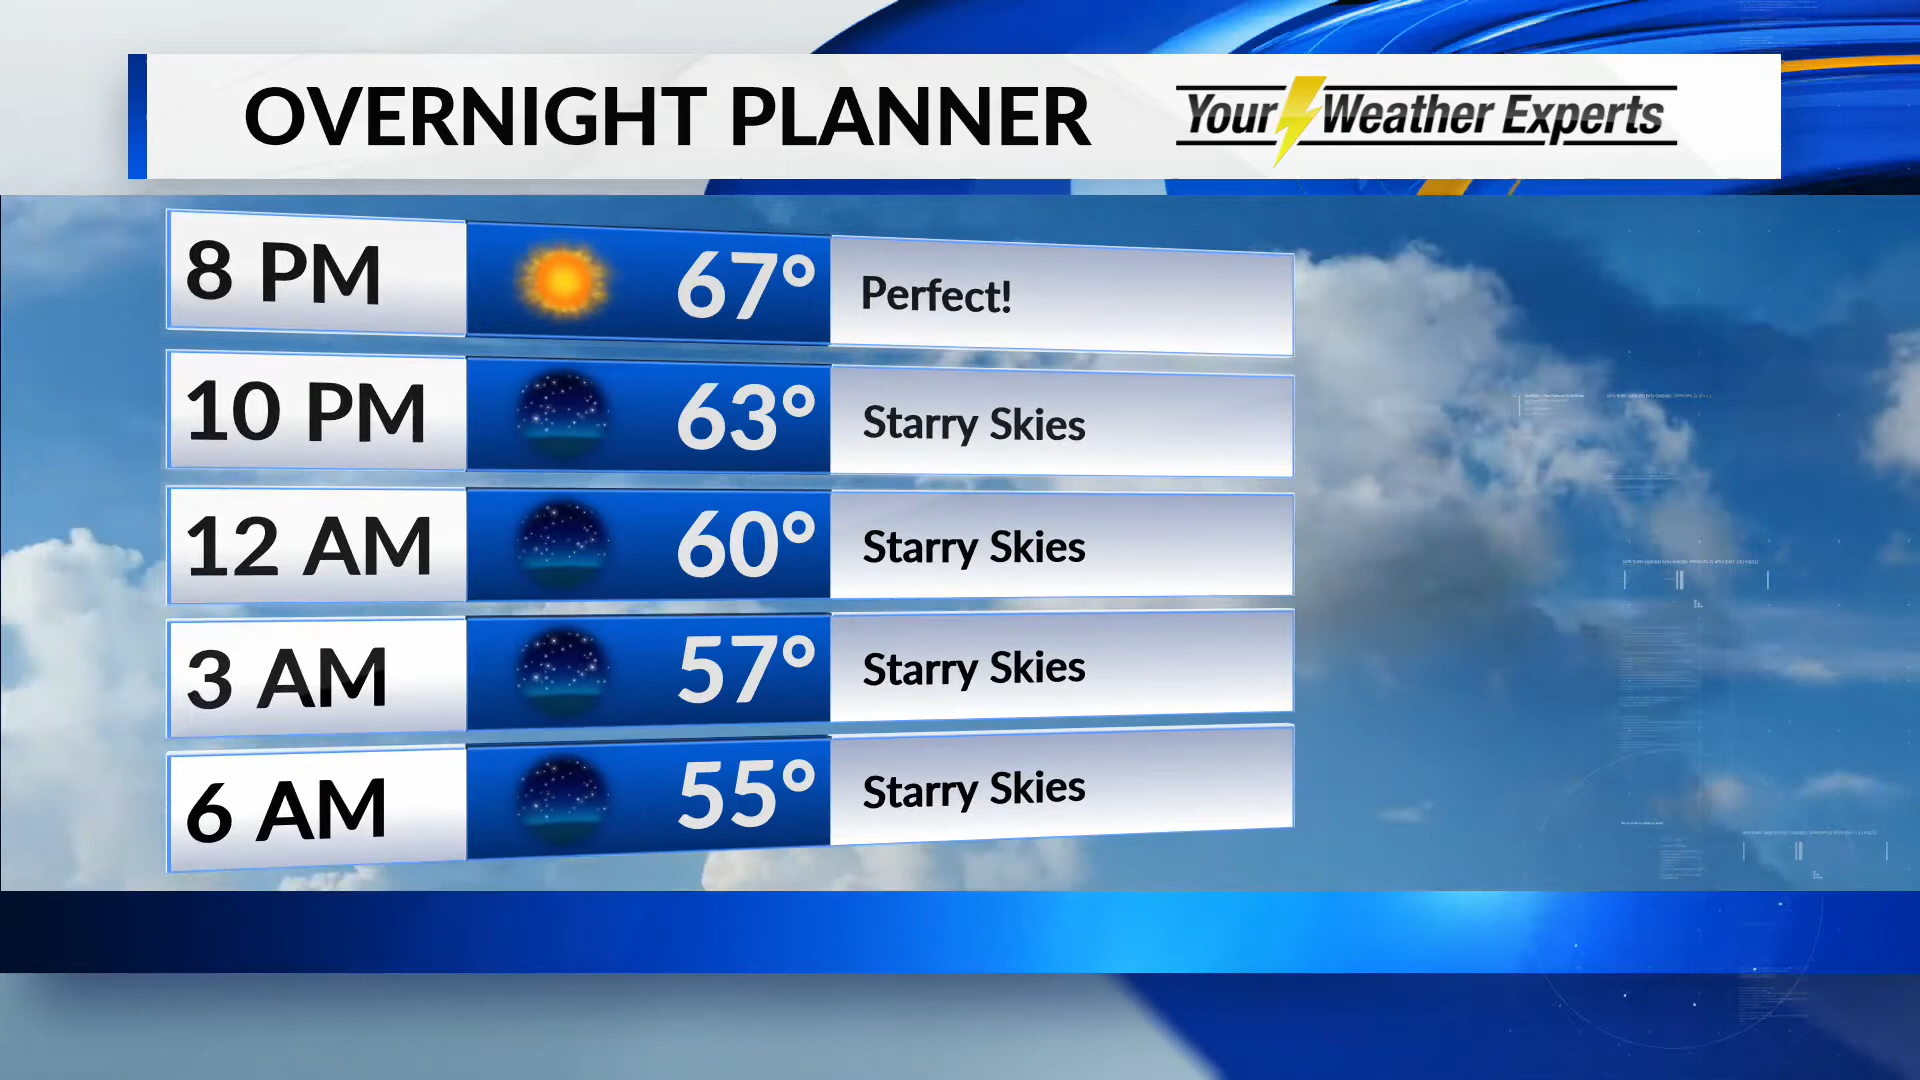 OVERNIGHT PLANNER
Your Weather Experts
8 PM 67° Perfect!
10 PM 63° Starry Skies
12 AM 60° Starry Skies
3 AM 57° Starry Skies
6 AM 55° Starry Skies